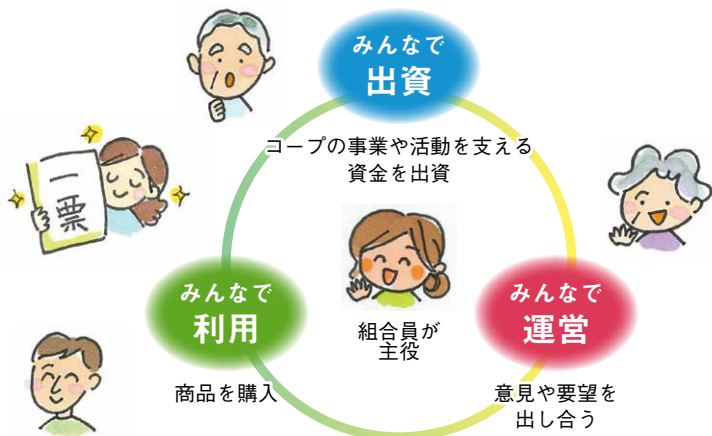 みんなで
出資
コープの事業や活動を支える
資金を出資
一票
みんなで
利用
商品を購入
組合員が
主役
みんなで
運営
意見や要望を
出し合う